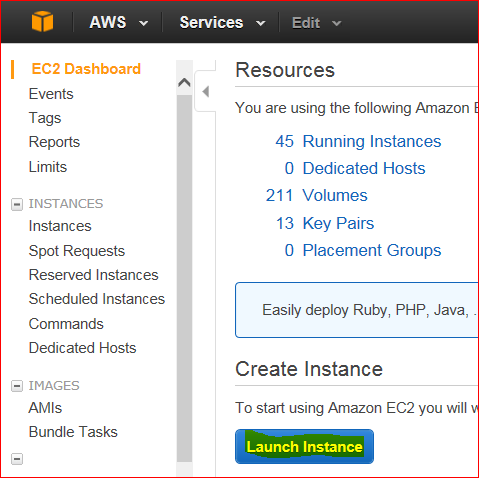 AWS Services Edit
EC2 Dashboard
Events
Tags
Reports
Limits
INSTANCES
Instances
Spot Requests
Reserved Instances
Scheduled Instances
Commands
Dedicated Hosts
IMAGES
AMIs
Bundle Tasks
Resources
You are using the following Amazon E
45 Running Instances
0 Dedicated Hosts
211 Volumes
13 Key Pairs
0 Placement Groups
Easily deploy Ruby, PHP, Java, .
Create Instance
To start using Amazon EC2 you will w
Launch Instance